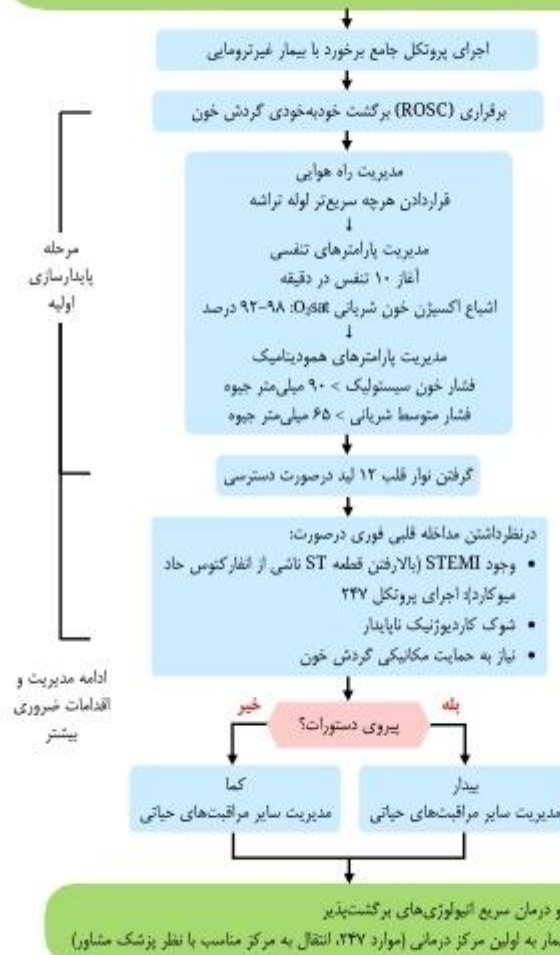 اجرای پروتکل جامع برخورد با بیمار غیرترومایی
برقراری (ROSC) برگشت خودبه‌خودی گردش خون
مدیریت راه هوایی
قراردادن هرچه سریع‌تر لوله تراشه
مدیریت پارامترهای تنفسی
آغاز ۱۰ تنفس در دقیقه
اشباع اکسیژن خون شریانی O₂sat: ۹۲-۹۸ درصد
مدیریت پارامترهای همودینامیک
فشار خون سیستولیک > ۹۰ میلی‌متر جیوه
فشار متوسط شریانی > ۶۵ میلی‌متر جیوه
مرحله
پایدارسازی
اولیه
گرفتن نوار قلب ۱۲ لید درصورت دسترسی
درنظرداشتن مداخله قلبی فوری درصورت:
• وجود STEMI (بالارفتن قطعه ST ناشی از انفارکتوس حاد
میوکارد): اجرای پروتکل ۲۴۷
• شوک کاردیوژنیک ناپایدار
• نیاز به حمایت مکانیکی گردش خون
ادامه مدیریت و
اقدامات ضروری
بیشتر
پیروی دستورات؟
بله
خیر
بیدار
مدیریت سایر مراقبت‌های حیاتی
کما
مدیریت سایر مراقبت‌های حیاتی
و درمان سریع اتیولوژی‌های برگشت‌پذیر
به اولین مرکز درمانی (موارد ۲۴۷، انتقال به مرکز مناسب با نظر پزشک مشاور)